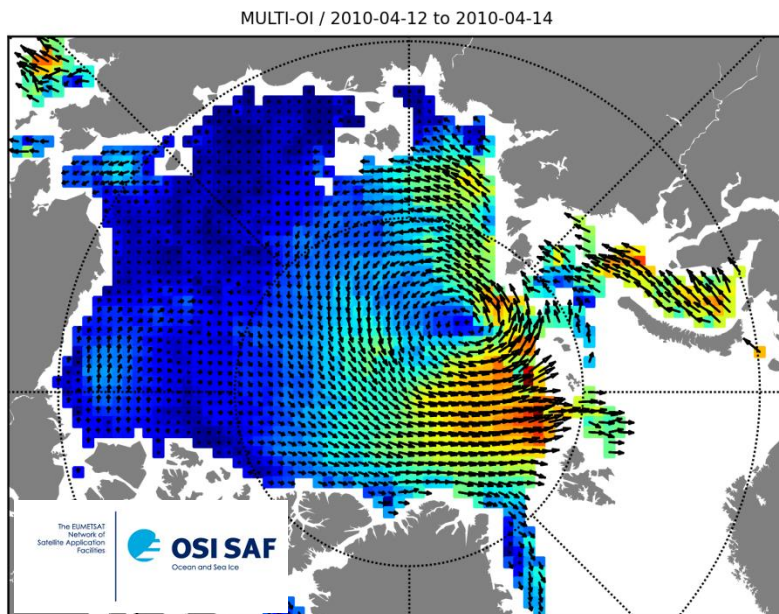 MULTI-OI / 2010-04-12 to 2010-04-14
The EUMETSAT
Network of
Satellite Application
Facilities
OSI SAF
Ocean and Sea Ice